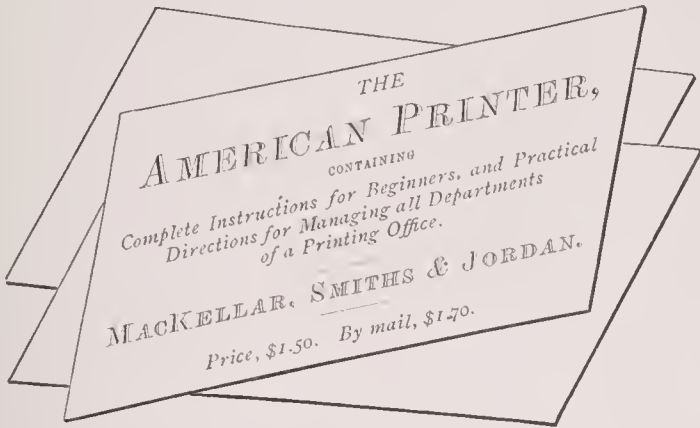 THE
AMERICAN PRINTER,
CONTAINING
Complete Instructions for Beginners, and Practical
Directions for Managing all Departments
of a Printing Office.
MACKELLAR, SMITHS & JORDAN.
Price, $1.50. By mail, $1.70.